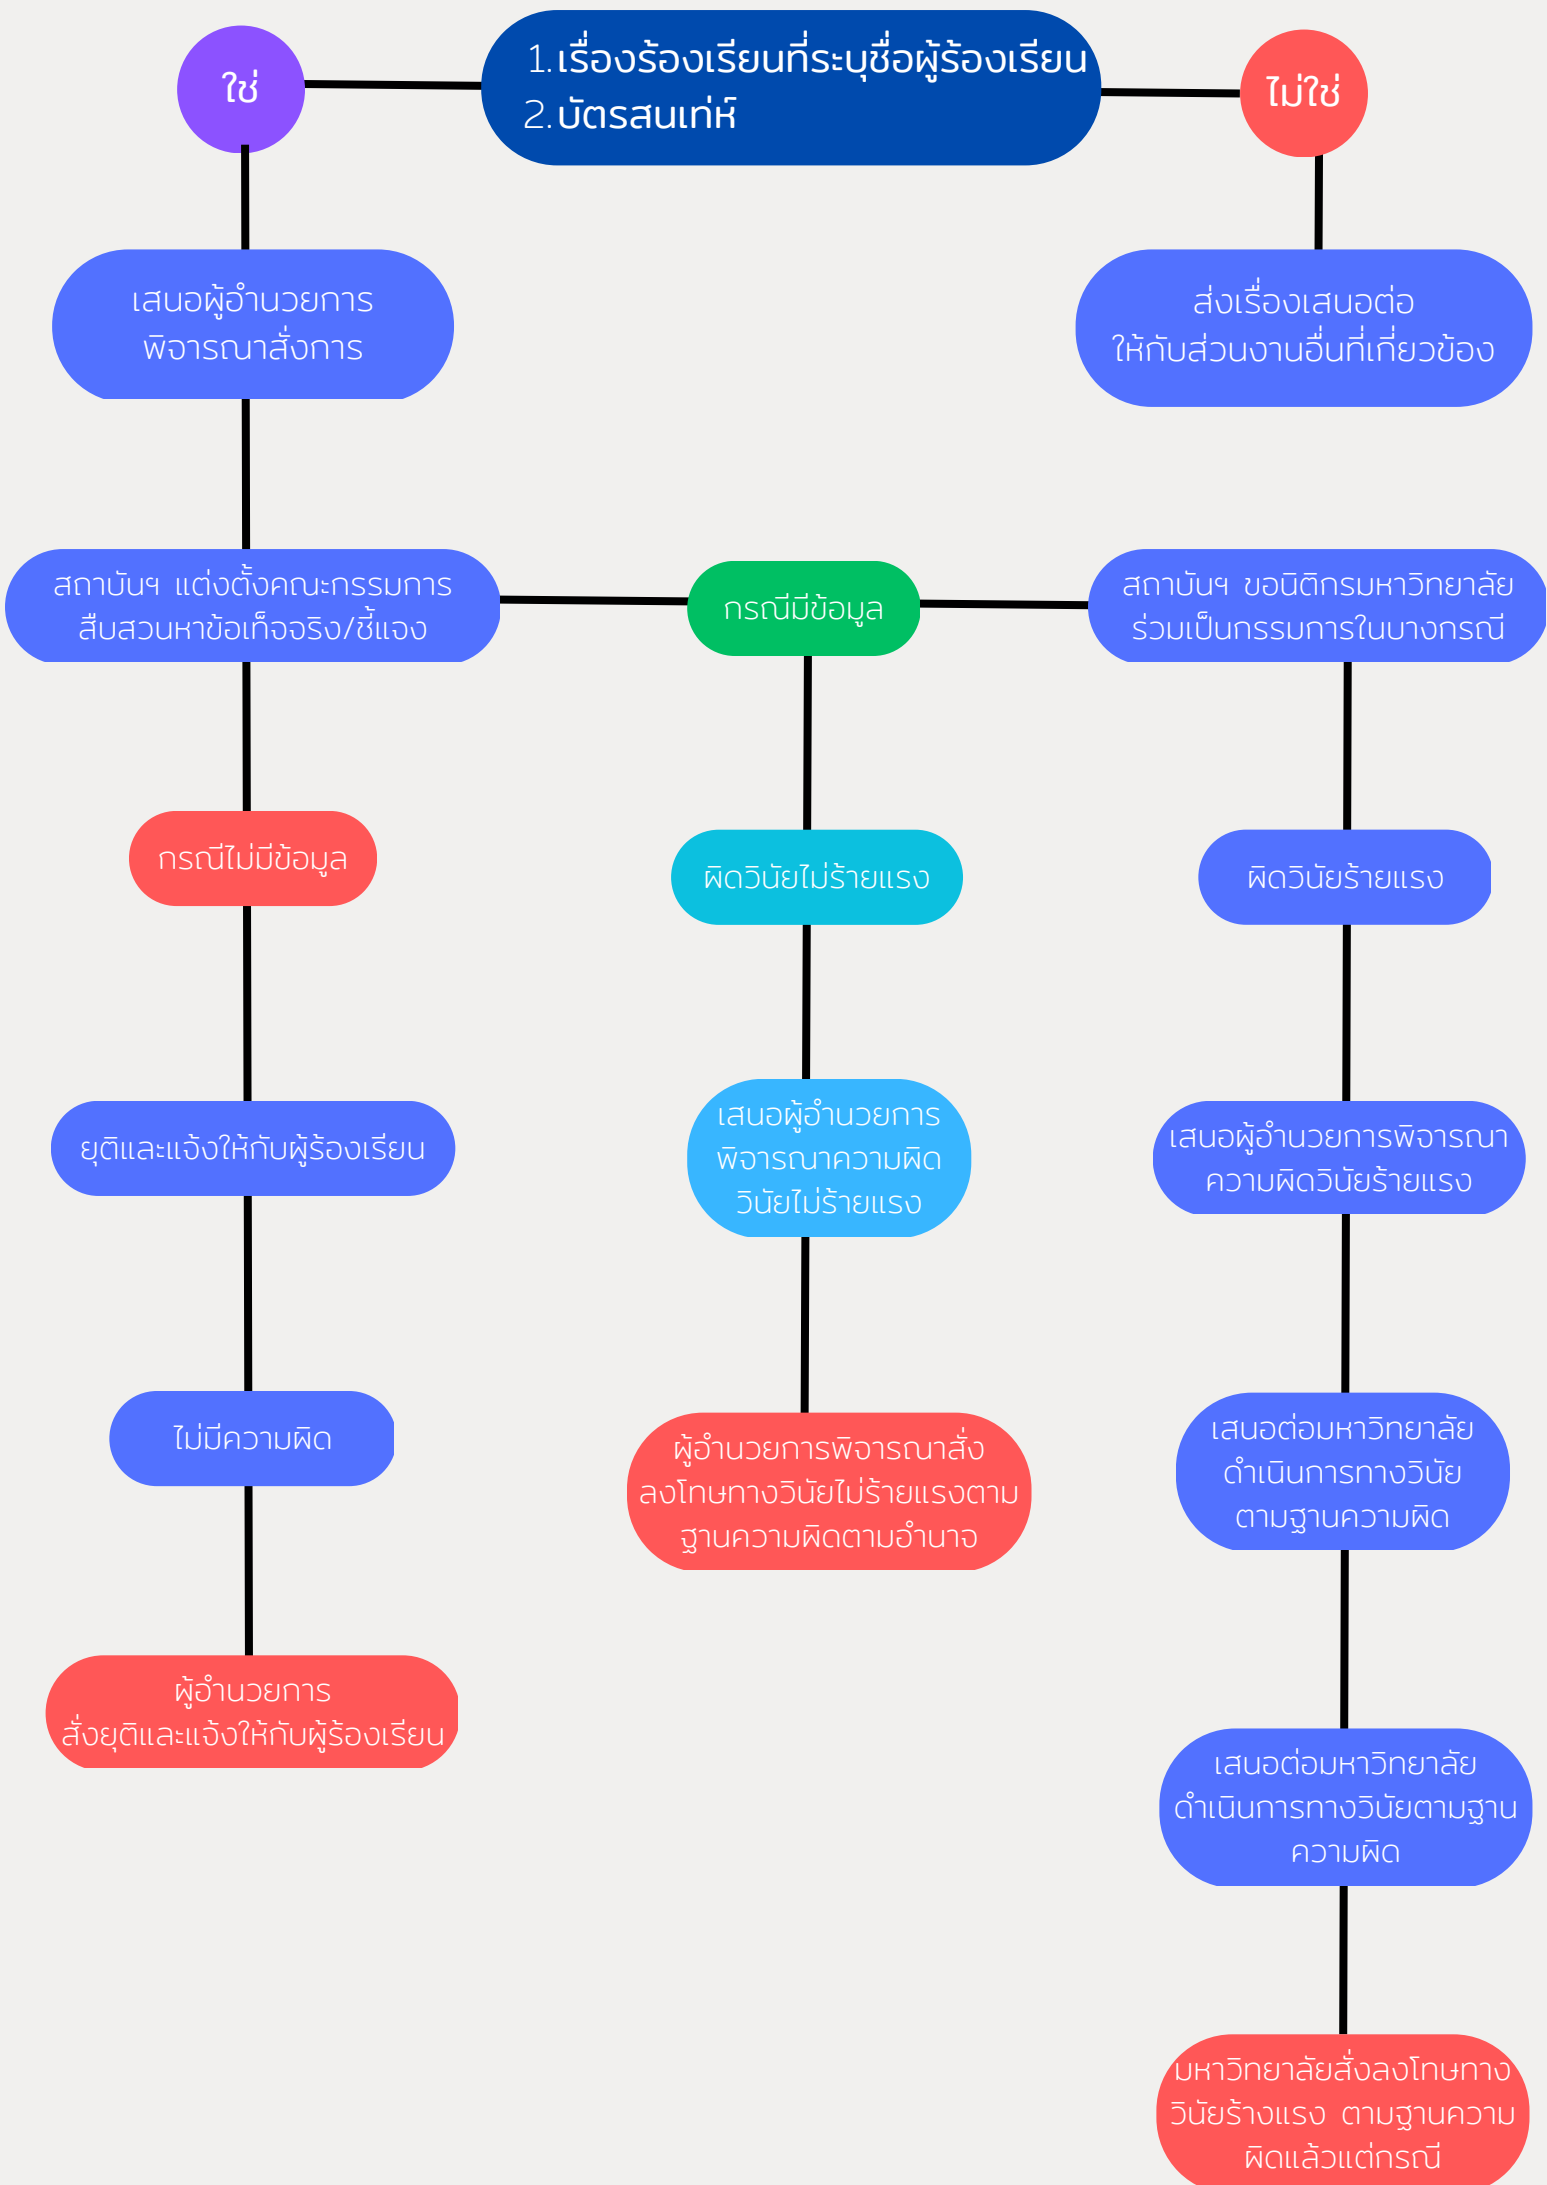 ใช่
1. เรื่องร้องเรียนที่ระบุชื่อผู้ร้องเรียน
2. บัตรสนเท่ห์
ไม่ใช่
เสนอผู้อำนวยการ
พิจารณาสั่งการ
ส่งเรื่องเสนอต่อ
ให้กับส่วนงานอื่นที่เกี่ยวข้อง
สถาบันฯ แต่งตั้งคณะกรรมการ
สืบสวนหาข้อเท็จจริง/ชี้แจง
กรณีมีข้อมูล
สถาบันฯ ขอนิติกรมหาวิทยาลัย
ร่วมเป็นกรรมการในบางกรณี
กรณีไม่มีข้อมูล
ผิดวินัยไม่ร้ายแรง
ผิดวินัยร้ายแรง
ยุติและแจ้งให้กับผู้ร้องเรียน
เสนอผู้อำนวยการ
พิจารณาความผิด
วินัยไม่ร้ายแรง
เสนอผู้อำนวยการพิจารณา
ความผิดวินัยร้ายแรง
ไม่มีความผิด
ผู้อำนวยการพิจารณาสั่ง
ลงโทษทางวินัยไม่ร้ายแรงตาม
ฐานความผิดตามอำนาจ
เสนอต่อมหาวิทยาลัย
ดำเนินการทางวินัย
ตามฐานความผิด
ผู้อำนวยการ
สั่งยุติและแจ้งให้กับผู้ร้องเรียน
เสนอต่อมหาวิทยาลัย
ดำเนินการทางวินัยตามฐาน
ความผิด
มหาวิทยาลัยสั่งลงโทษทาง
วินัยร้างแรง ตามฐานความ
ผิดแล้วแต่กรณี